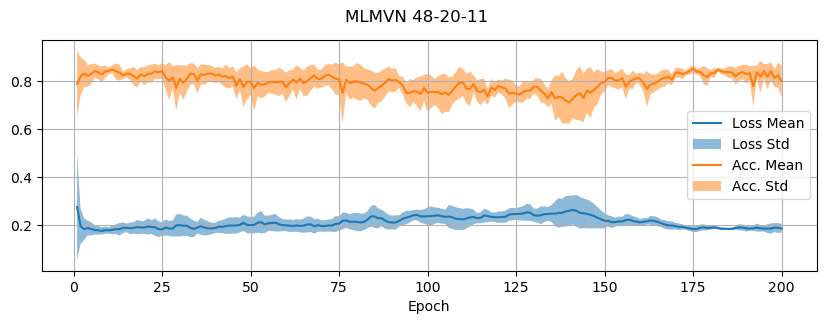 MLMVN 48-20-11
0.8
0.6
0.4
0.2
Loss Mean
Loss Std
Acc. Mean
Acc. Std
0 25 50 75 100 125 150 175 200
Epoch